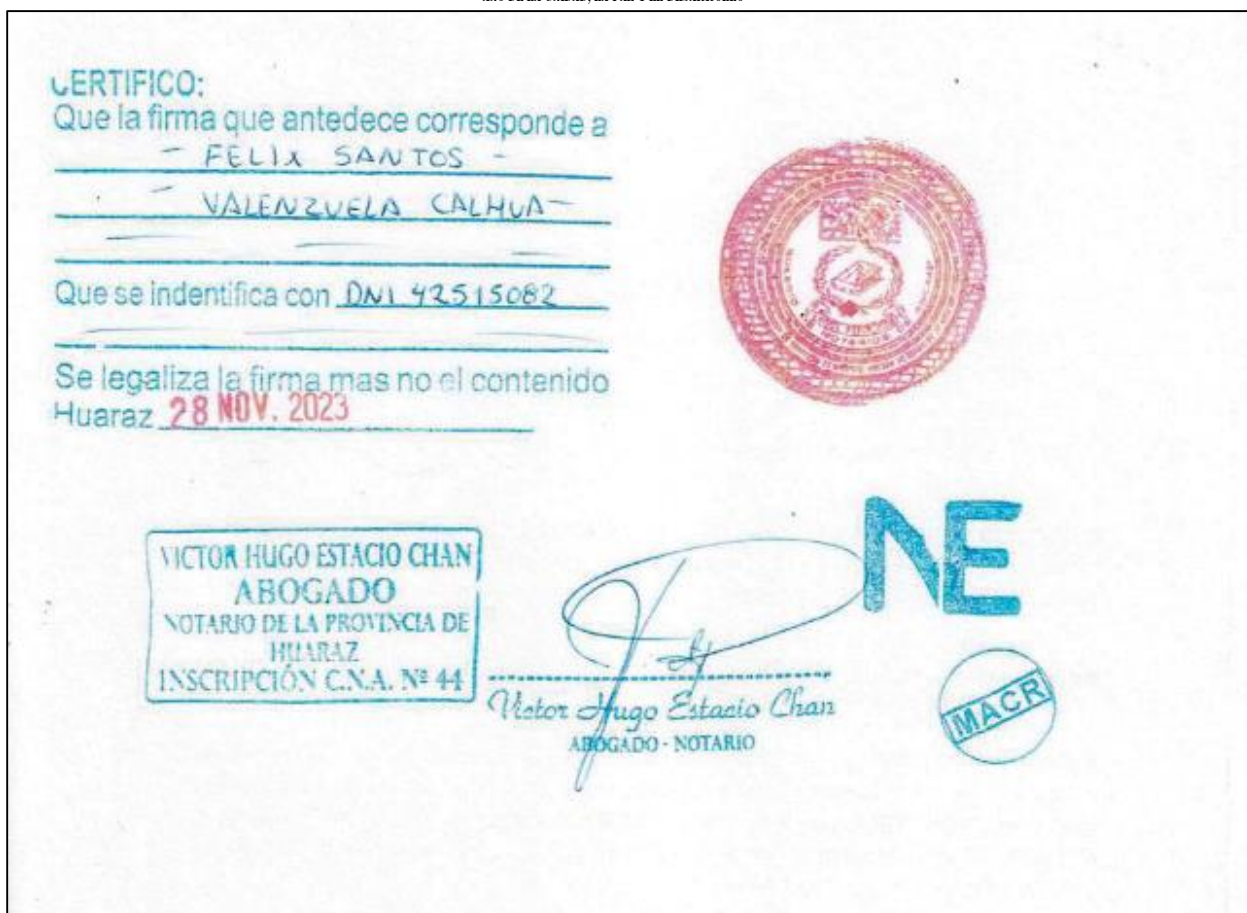 CERTIFICO:
Que la firma que antedece corresponde a
- FELIX SANTOS -
- VALENZUELA CALHUA -
Que se indentifica con DNI 42515082
Se legaliza la firma mas no el contenido
Huaraz 28 NOV. 2023
VICTOR HUGO ESTACIO CHAN
ABOGADO
NOTARIO DE LA PROVINCIA DE
HUARAZ
INSCRIPCIÓN C.N.A. Nº 44
Victor Hugo Estacio Chan
ABOGADO - NOTARIO
NE
MACR